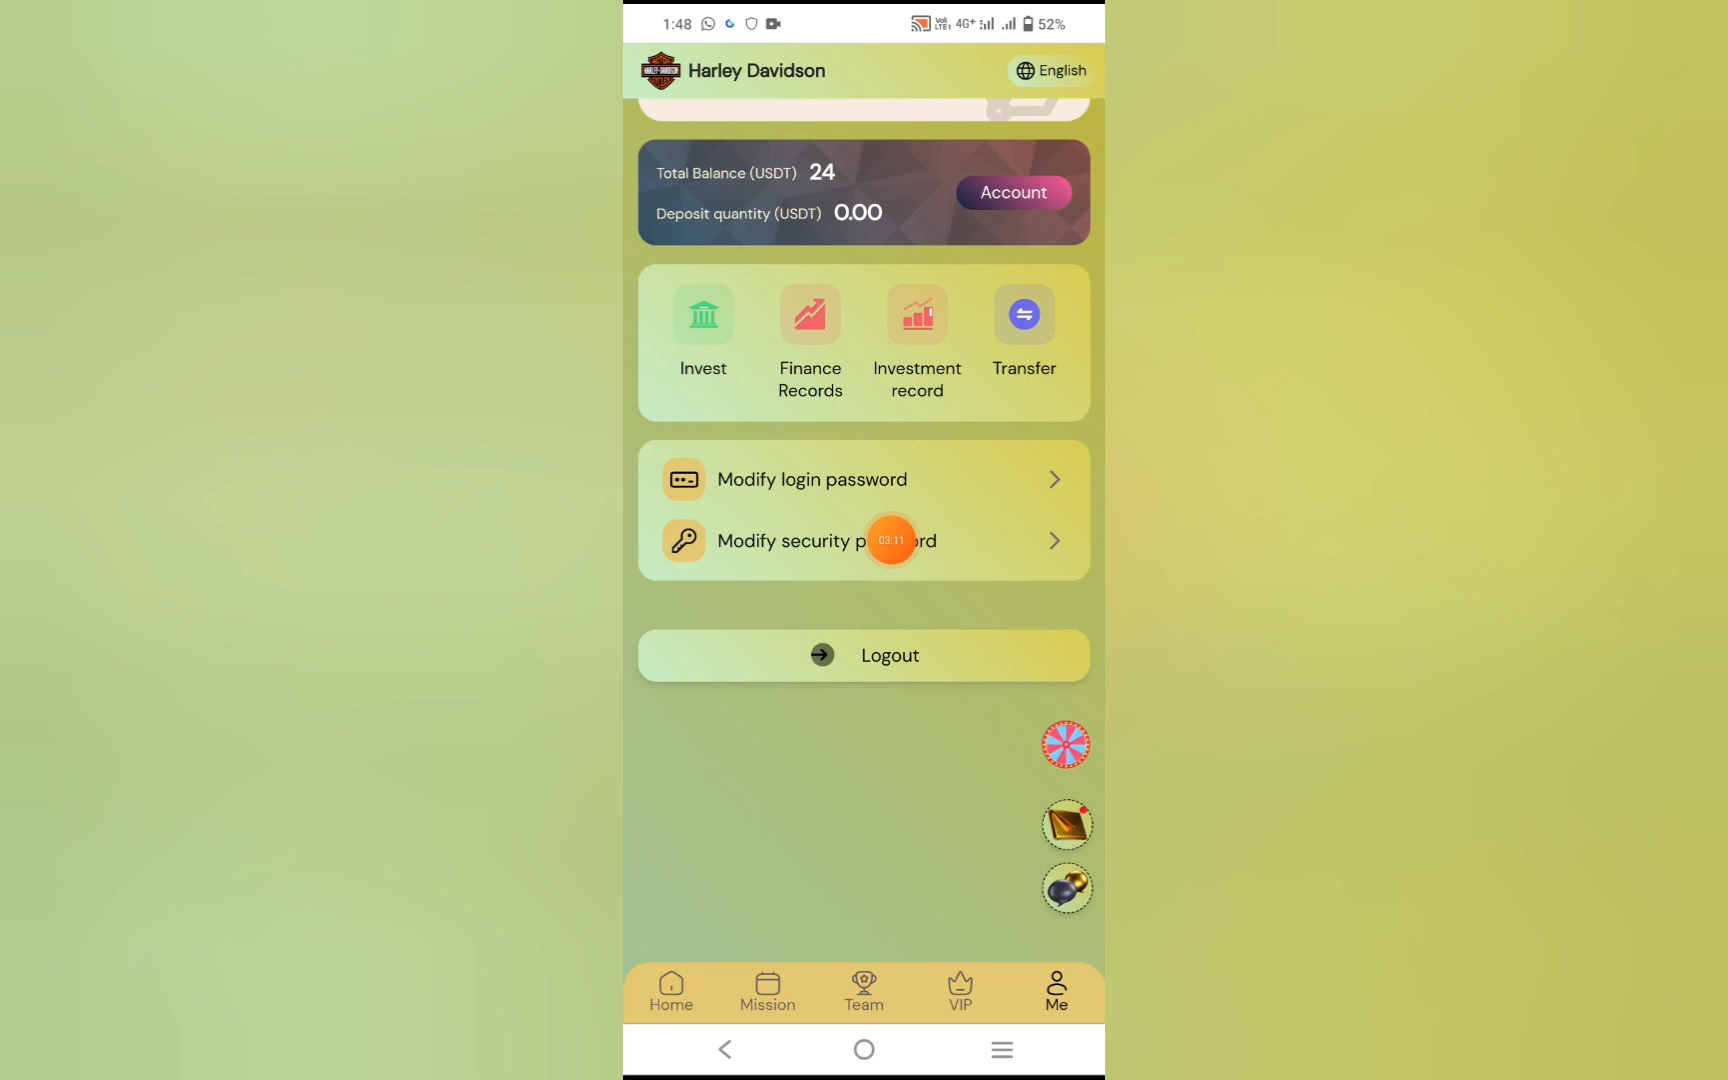 1:48 4G+ 52%
Harley Davidson English
Total Balance (USDT) 24
Deposit quantity (USDT) 0.00
Account
Invest
Finance Records
Investment record
Transfer
Modify login password
Modify security
03:11
Logout
Home Mission Team VIP Me